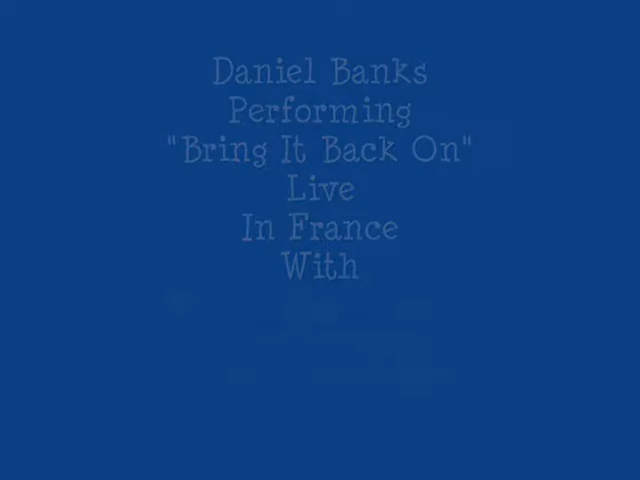 Daniel Banks
Performing
"Bring It Back On"
Live
In France
With